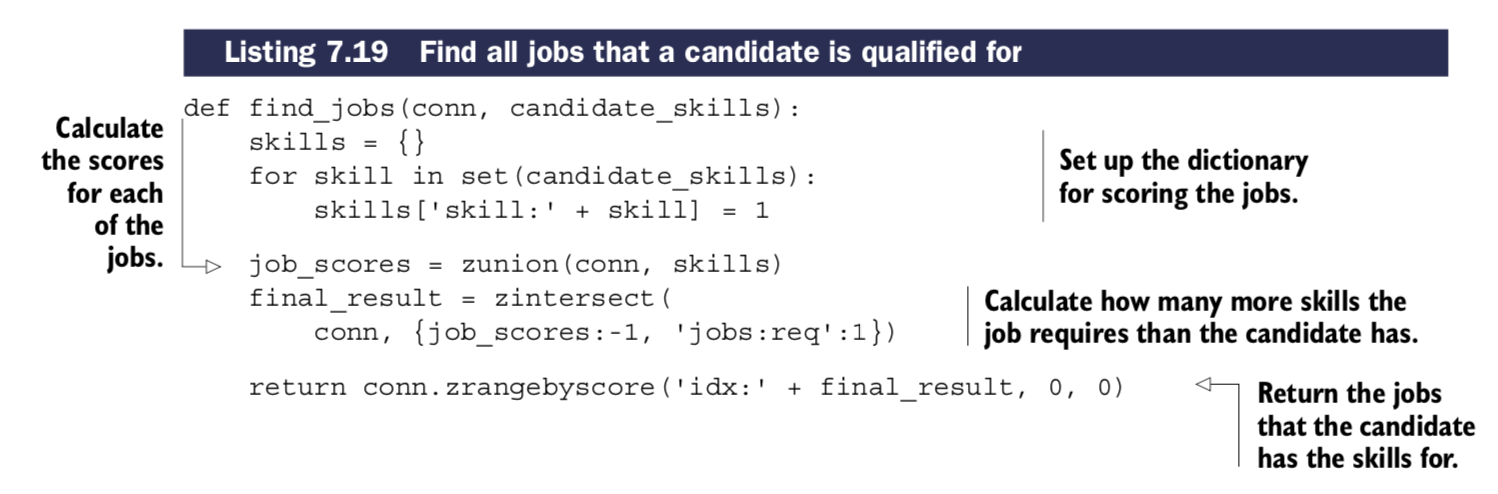 Listing 7.19 Find all jobs that a candidate is qualified for
def find_jobs(conn, candidate_skills):
    skills = {}
    for skill in set(candidate_skills):
        skills['skill:' + skill] = 1
Set up the dictionary
for scoring the jobs.
Calculate
the scores
for each
of the
jobs.
    job_scores = zunion(conn, skills)
    final_result = zintersect(
        conn, {job_scores:-1, 'jobs:req':1})
Calculate how many more skills the
job requires than the candidate has.
    return conn.zrangebyscore('idx:' + final_result, 0, 0)
Return the jobs
that the candidate
has the skills for.